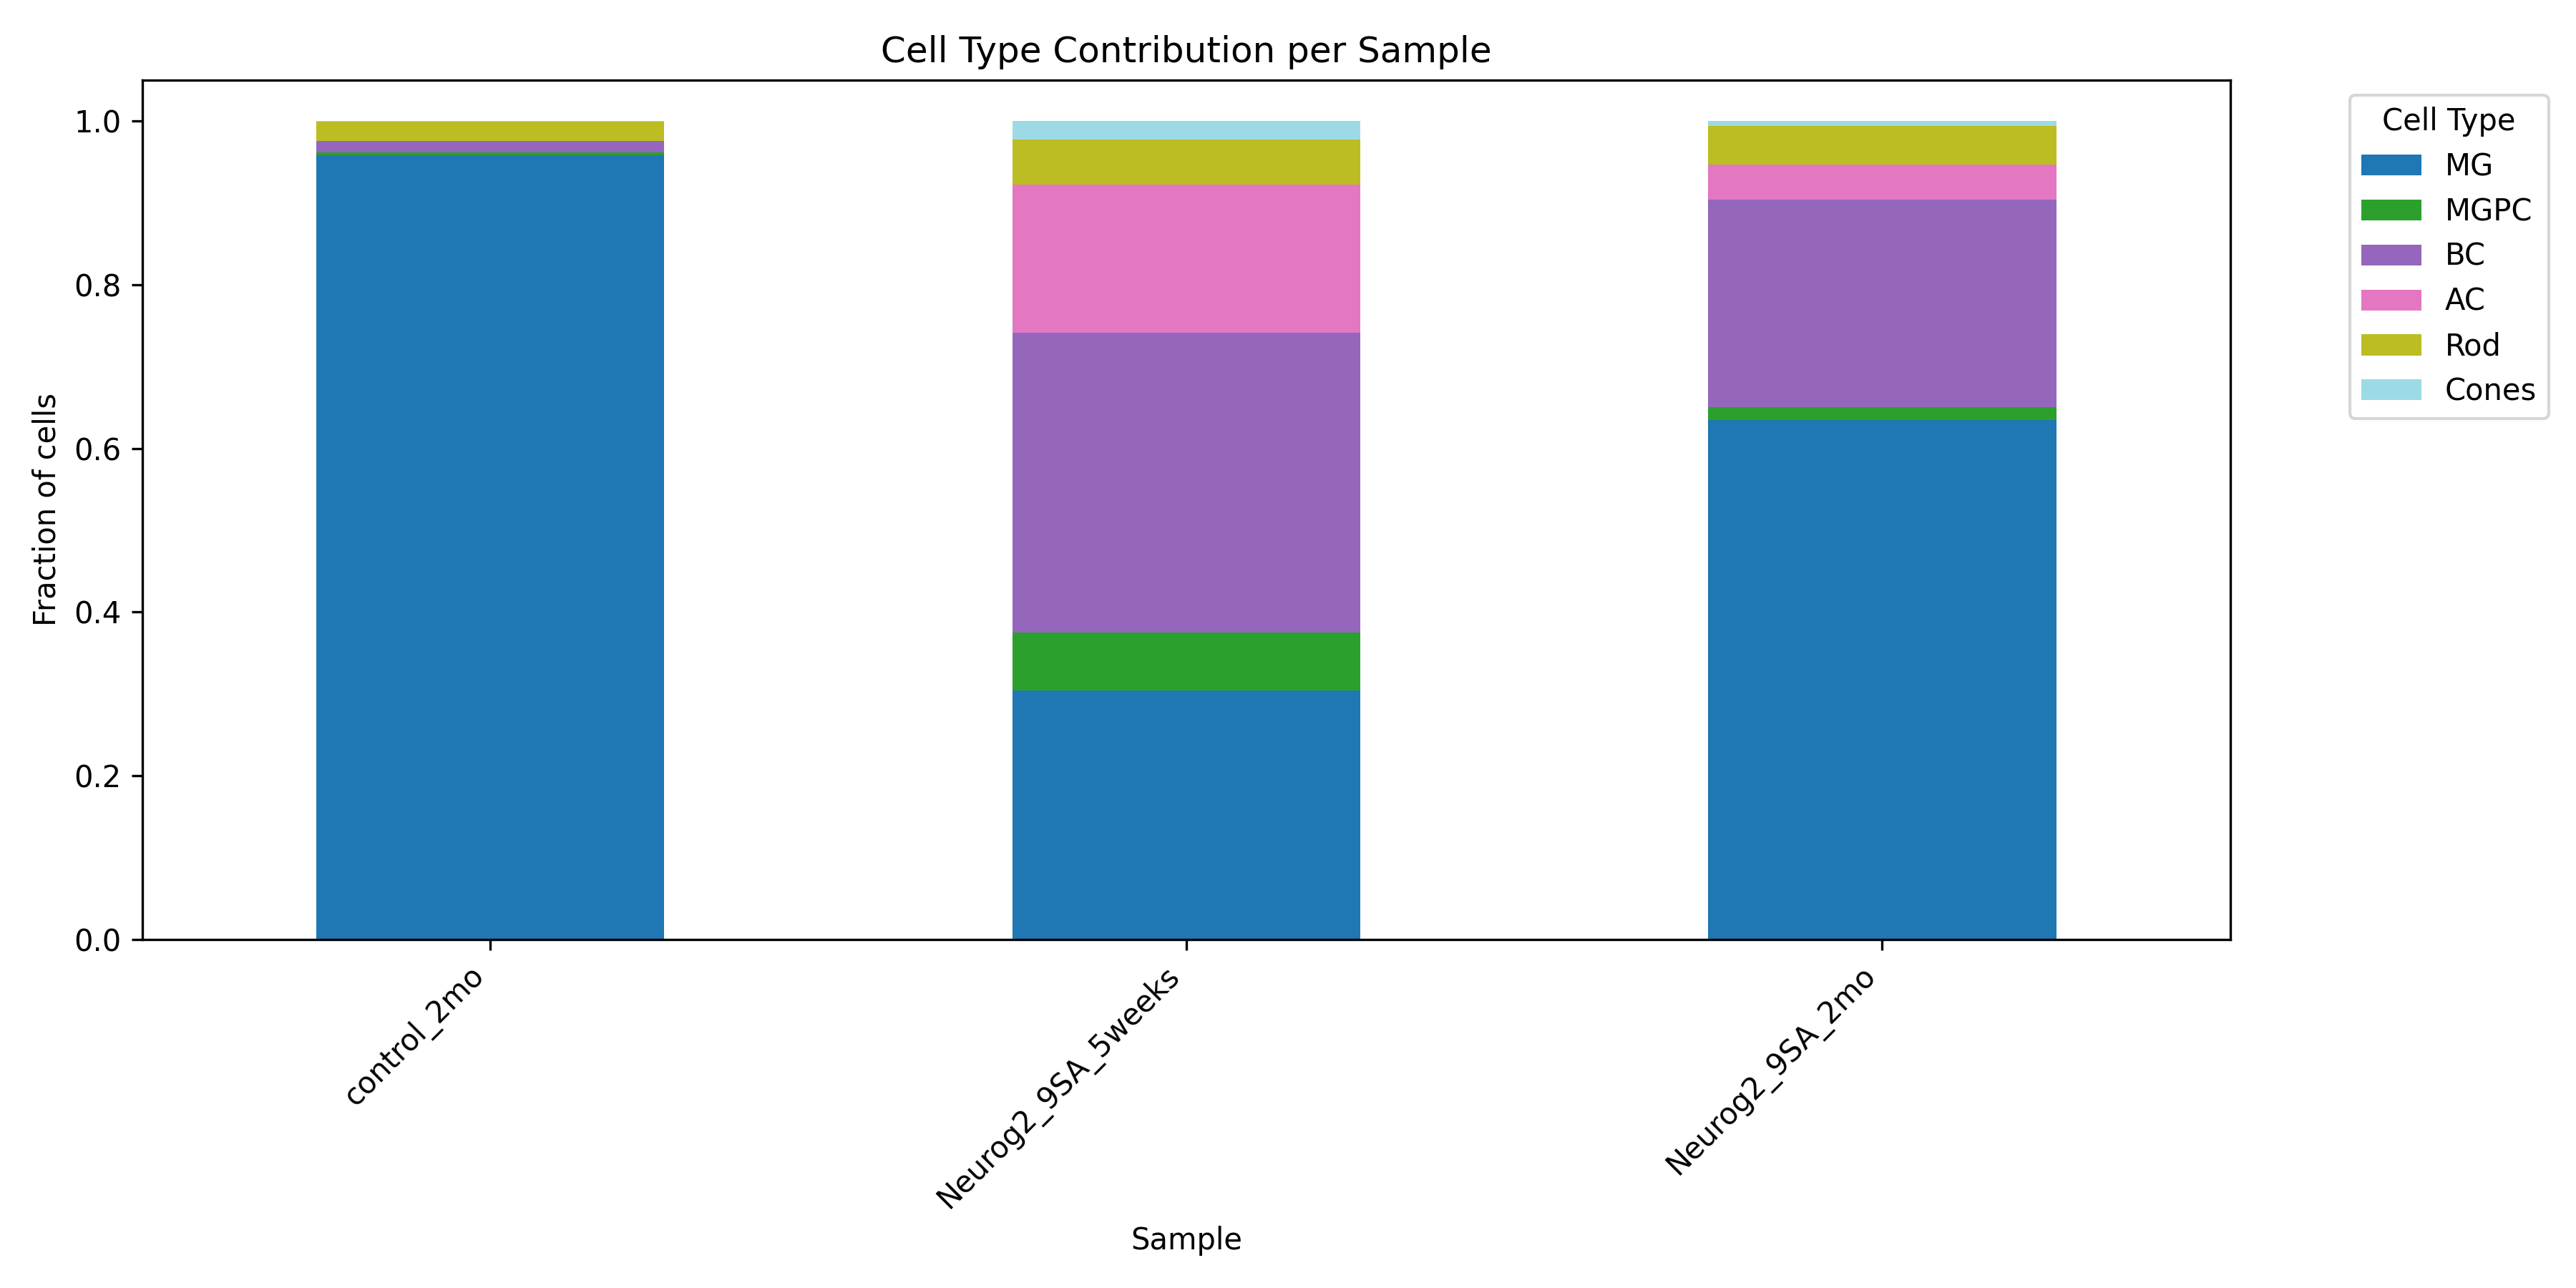 Cell Type Contribution per Sample
Fraction of cells
1.0
0.8
0.6
0.4
0.2
0.0
control_2mo
Neurog2_9SA_5weeks
Neurog2_9SA_2mo
Sample
Cell Type
MG
MGPC
BC
AC
Rod
Cones